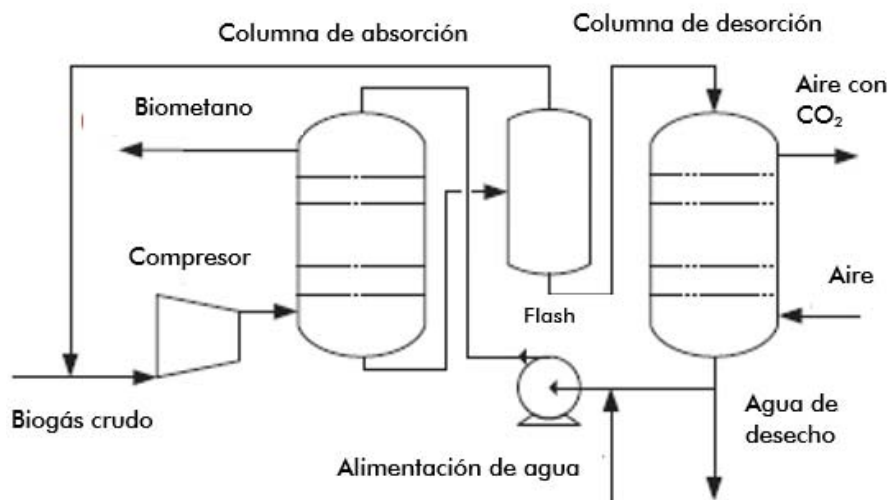 Columna de absorción
Columna de desorción
Biometano
Aire con
CO₂
Compresor
Aire
Flash
Biogás crudo
Agua de
desecho
Alimentación de agua